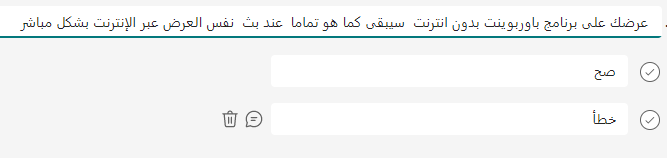 عرضك على برنامج باوربوينت بدون انترنت سيبقى كما هو تماما عند بث نفس العرض عبر الإنترنت بشكل مباشر .
صح
خطأ